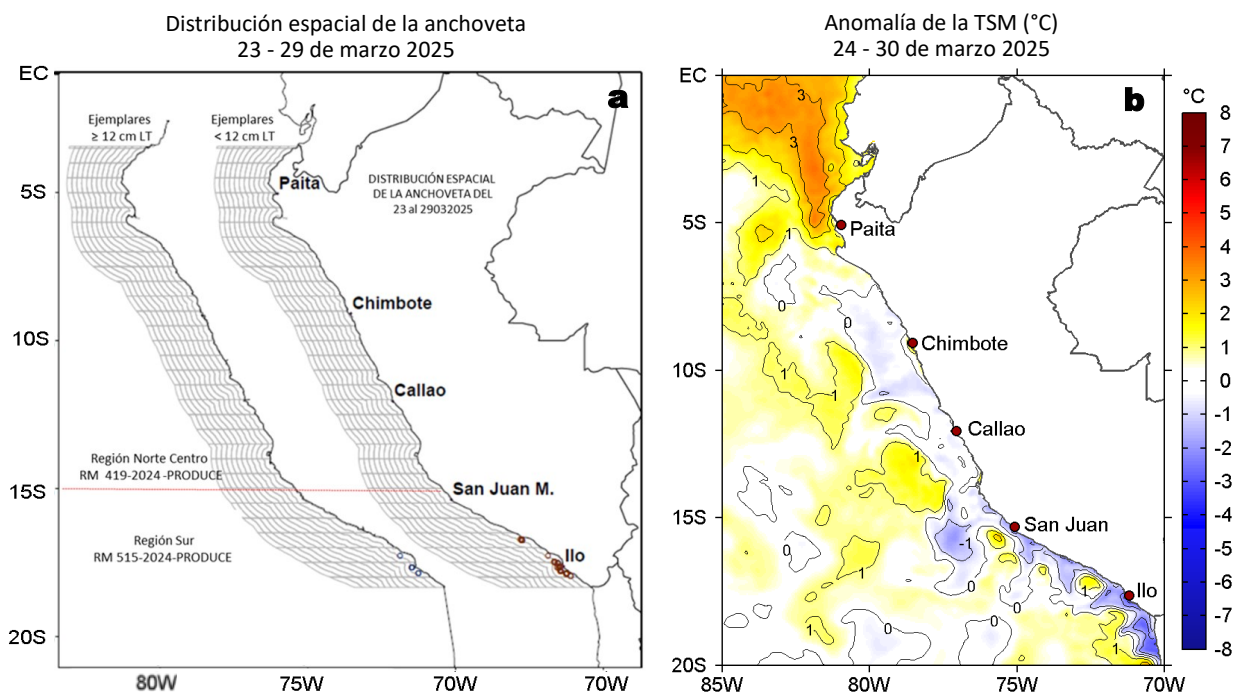 Distribución espacial de la anchoveta
23 - 29 de marzo 2025
EC
5S
10S
15S
20S
80W
75W
70W
70W
a
Ejemplares
≥ 12 cm LT
Ejemplares
< 12 cm LT
Paita
DISTRIBUCIÓN ESPACIAL
DE LA ANCHOVETA DEL
23 al 29032025
Chimbote
Callao
Región Norte Centro
RM 419-2024 -PRODUCE
San Juan M.
Región Sur
RM 515-2024-PRODUCE
Ilo
Anomalía de la TSM (°C)
24 - 30 de marzo 2025
EC
5S
10S
15S
20S
85W
80W
75W
70W
b
3
3
1
1
Paita
0
0
Chimbote
1
1
Callao
1
San Juan
-1
0
1
0
1
0
Ilo
1
0
0
1
°C
8
7
6
5
4
3
2
1
0
-1
-2
-3
-4
-5
-6
-7
-8